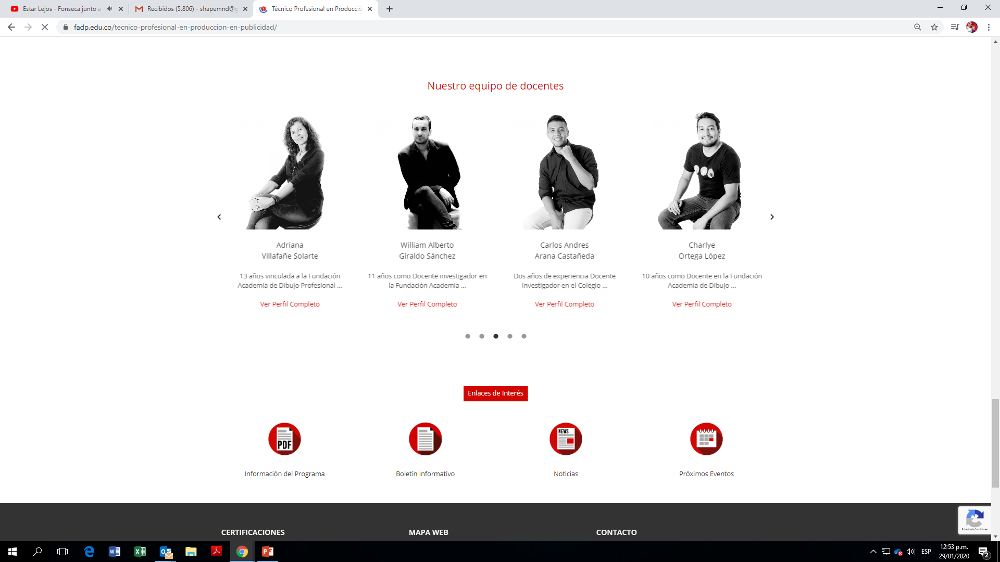 Estar Lejos - Fonseca junto a
Recibidos (5.806) - shapemnd@g
Técnico Profesional en Producció
fadp.edu.co/tecnico-profesional-en-produccion-en-publicidad/
Nuestro equipo de docentes
Adriana
Villafañe Solarte
13 años vinculada a la Fundación
Academia de Dibujo Profesional ...
Ver Perfil Completo
William Alberto
Giraldo Sánchez
11 años como Docente investigador en
la Fundación Academia ...
Ver Perfil Completo
Carlos Andres
Arana Castañeda
Dos años de experiencia Docente
Investigador en el Colegio ...
Ver Perfil Completo
Charlye
Ortega López
10 años como Docente en la Fundación
Academia de Dibujo ...
Ver Perfil Completo
Enlaces de Interés
PDF
NEWS
Información del Programa
Boletín Informativo
Noticias
Próximos Eventos
CERTIFICACIONES
MAPA WEB
CONTACTO
Privacidad - Condiciones
ESP
12:53 p.m.
29/01/2020
2